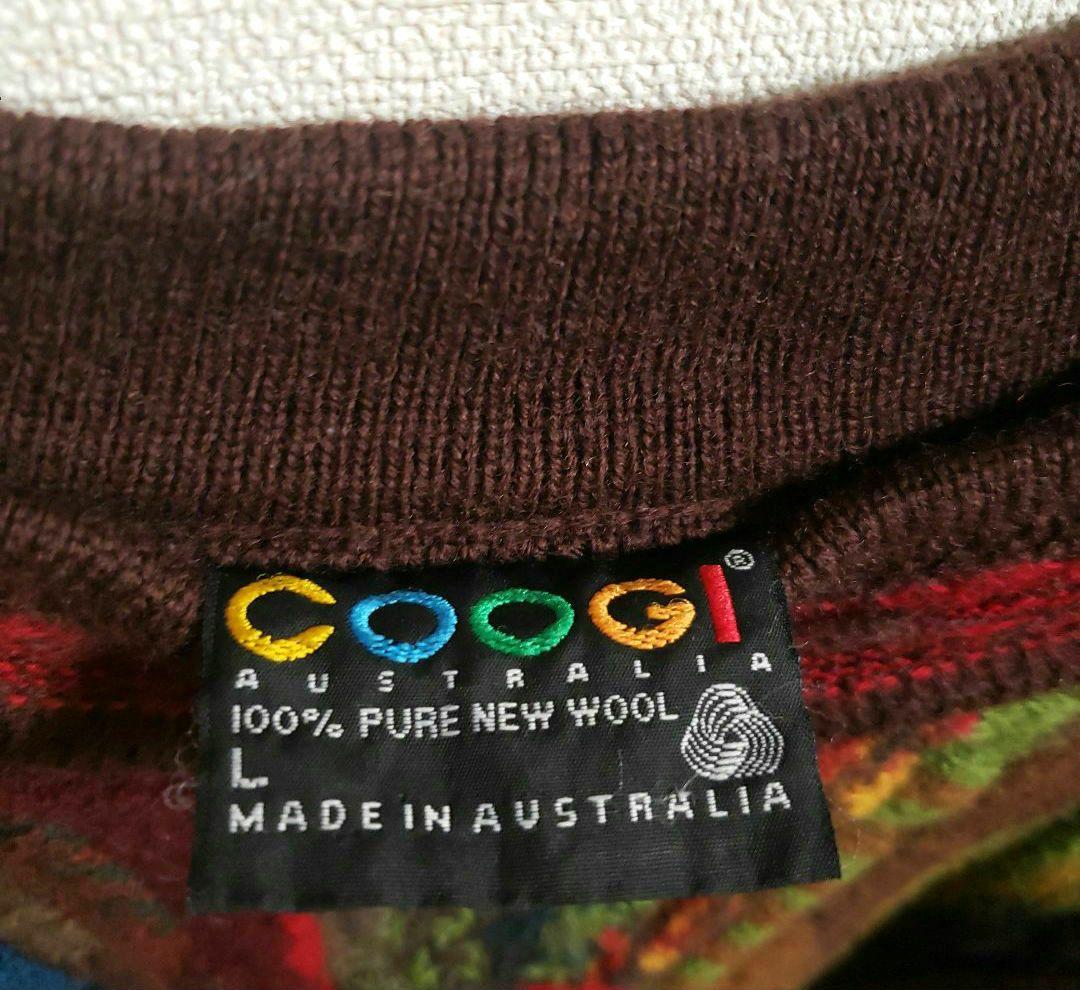 COOGI®
AUSTRALIA
100% PURE NEW WOOL
L
MADE IN AUSTRALIA